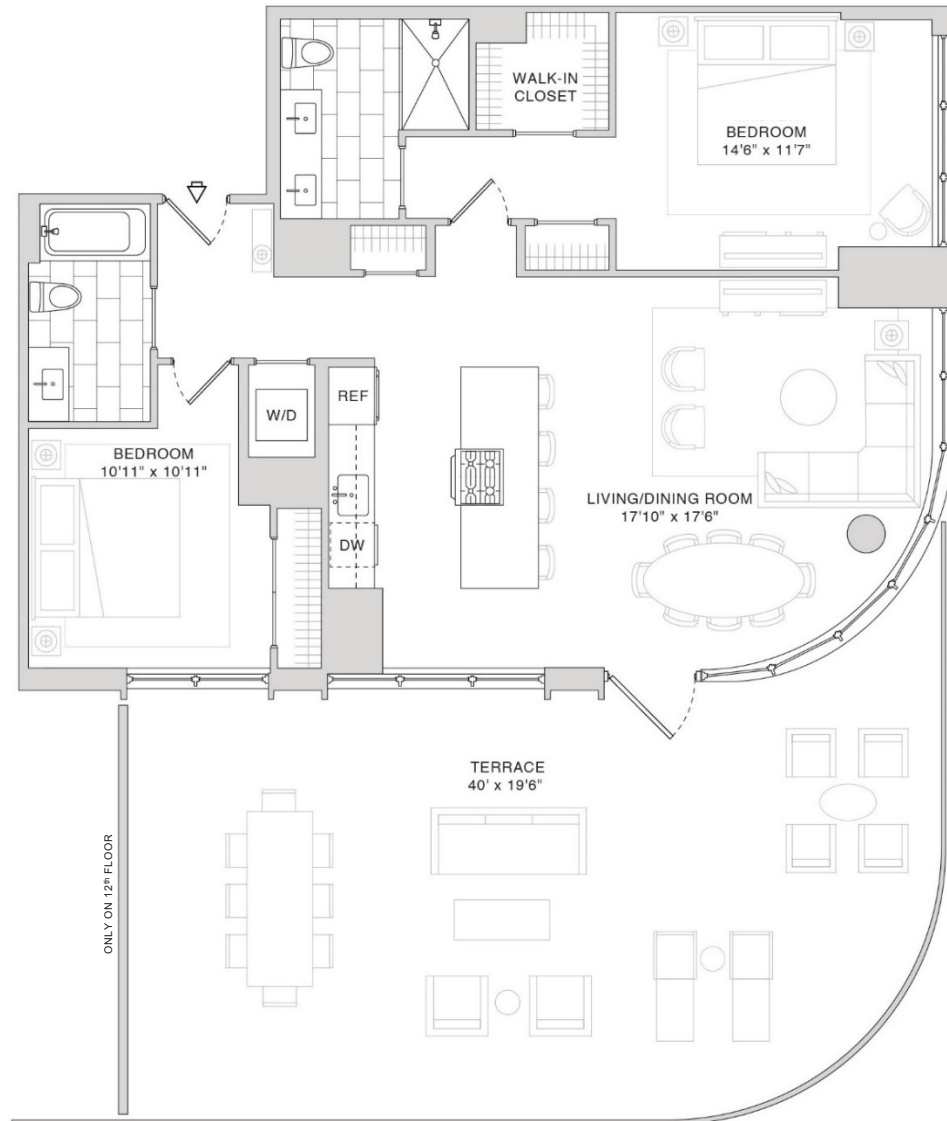 WALK-IN
CLOSET
BEDROOM
14'6" x 11'7"
REF
W/D
BEDROOM
10'11" x 10'11"
LIVING/DINING ROOM
17'10" x 17'6"
DW
TERRACE
40' x 19'6"
ONLY ON 12th FLOOR